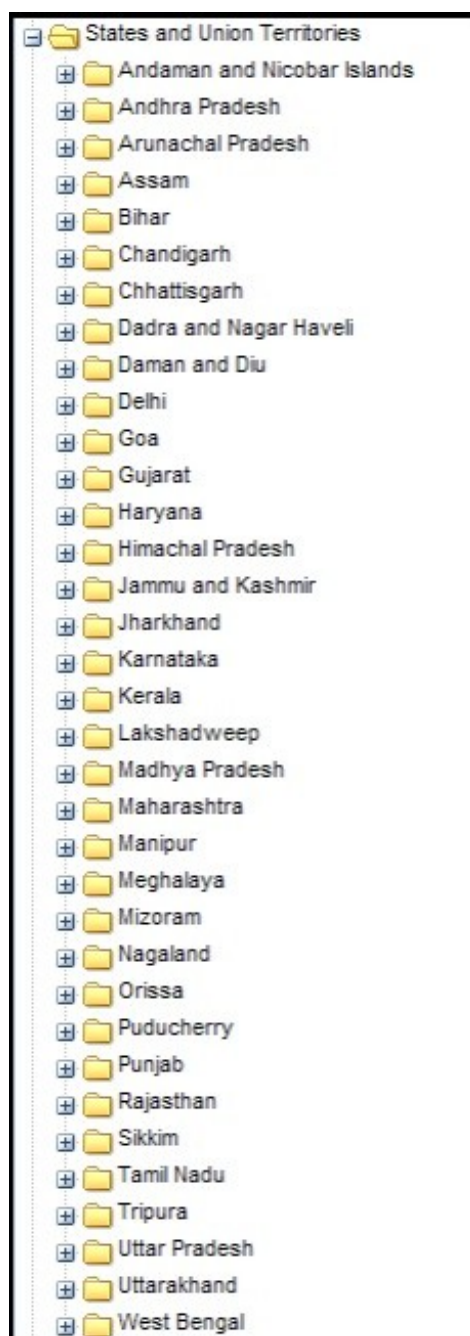 States and Union Territories
Andaman and Nicobar Islands
Andhra Pradesh
Arunachal Pradesh
Assam
Bihar
Chandigarh
Chhattisgarh
Dadra and Nagar Haveli
Daman and Diu
Delhi
Goa
Gujarat
Haryana
Himachal Pradesh
Jammu and Kashmir
Jharkhand
Karnataka
Kerala
Lakshadweep
Madhya Pradesh
Maharashtra
Manipur
Meghalaya
Mizoram
Nagaland
Orissa
Puducherry
Punjab
Rajasthan
Sikkim
Tamil Nadu
Tripura
Uttar Pradesh
Uttarakhand
West Bengal